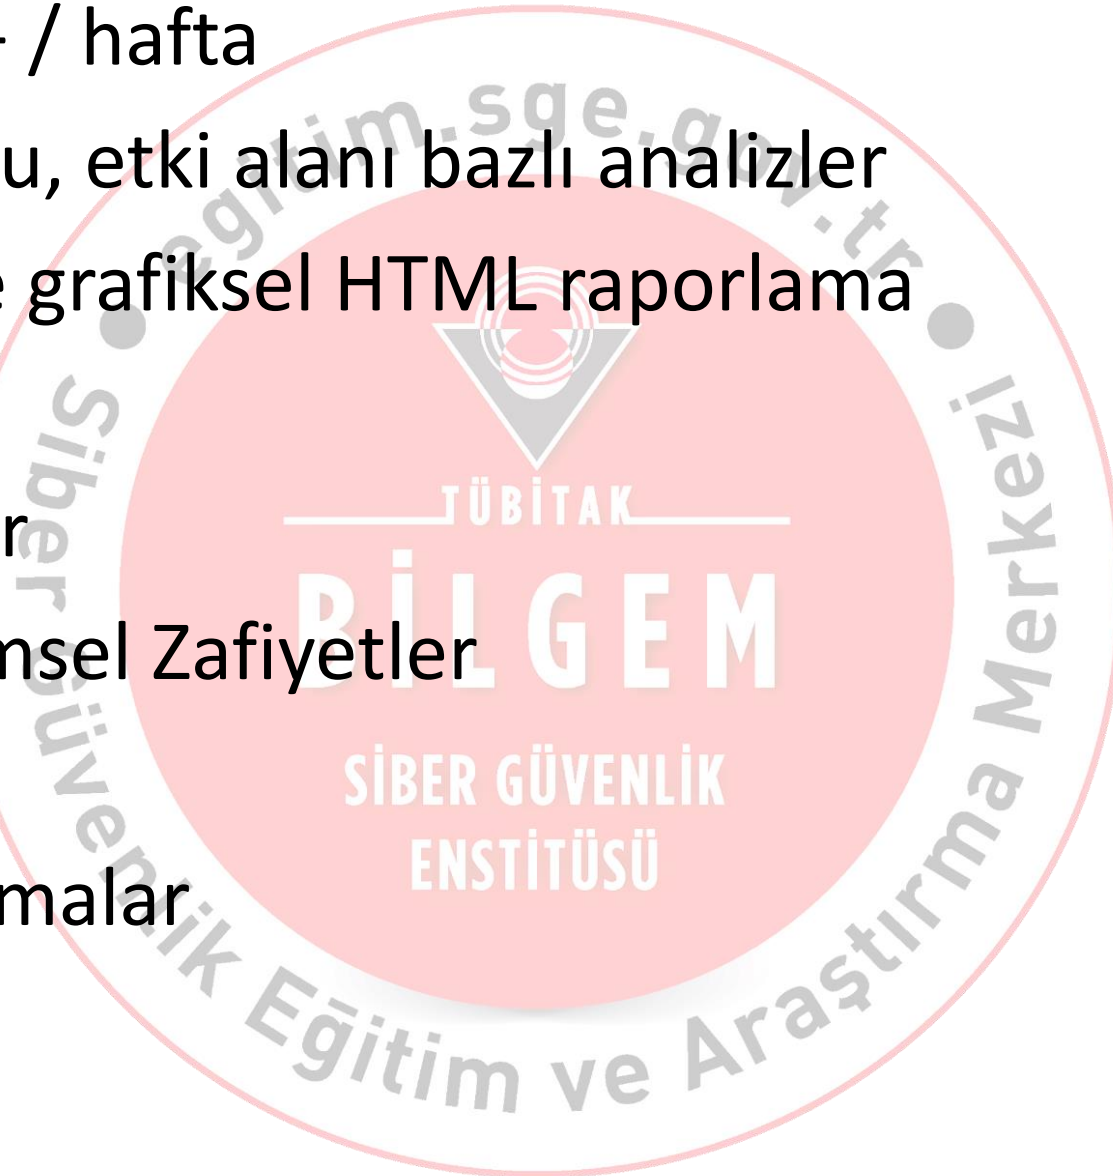 / hafta
u, etki alanı bazlı analizler
e grafiksel HTML raporlama
r
msel Zafiyetler
malar
egitim.sge.gov.tr
Siber Güvenlik Eğitim ve Araştırma Merkezi
TÜBİTAK
BİLGEM
SİBER GÜVENLİK
ENSTİTÜSÜ